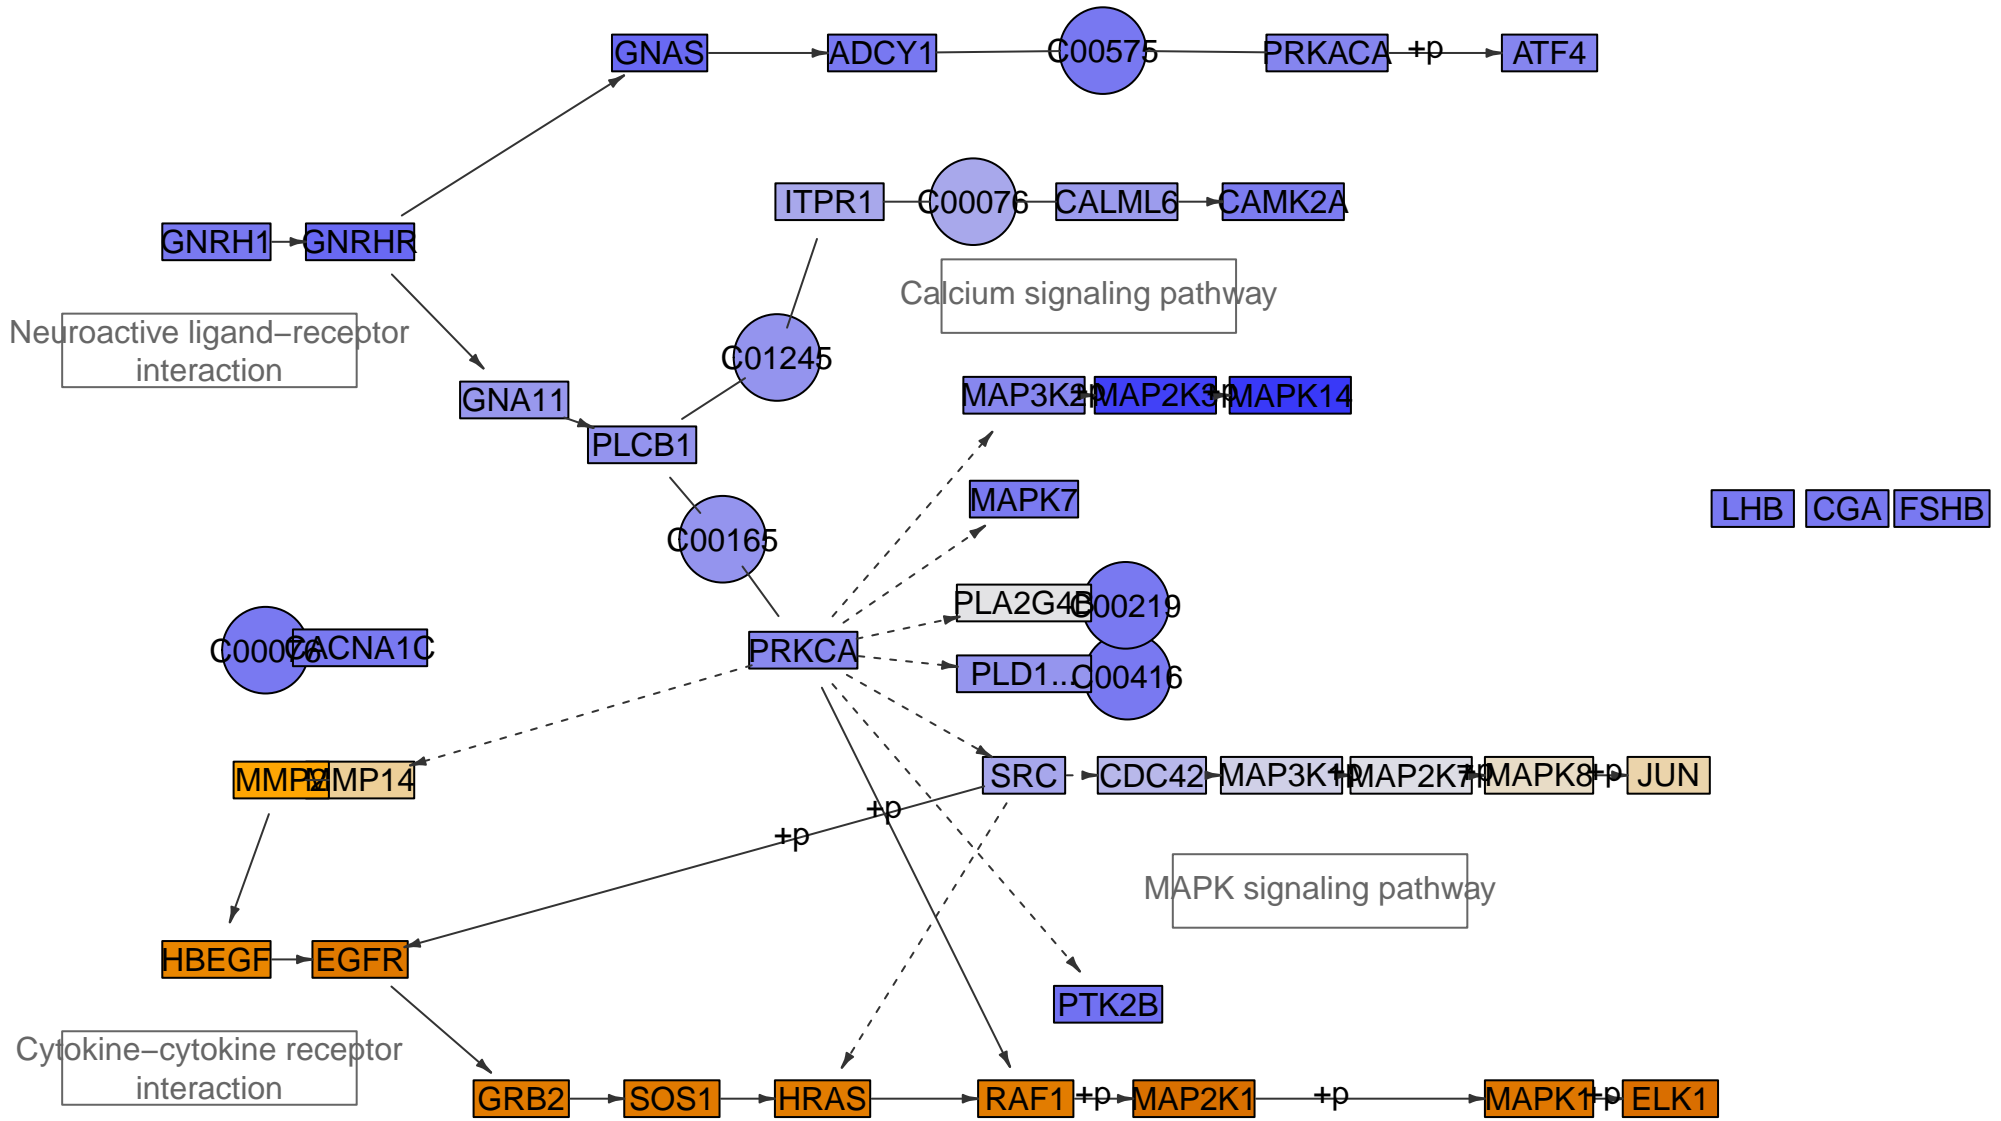 GNAS
ADCY1
C00575
PRKACA
+p
ATF4
ITPR1
C00076
CALML6
CAMK2A
GNRH1
GNRHR
Calcium signaling pathway
Neuroactive ligand–receptor
interaction
C01245
GNA11
MAP3K2
+p
MAP2K3
+p
MAPK14
PLCB1
MAPK7
LHB
CGA
FSHB
C00165
PLA2G4B
C00219
C00076
CACNA1C
PRKCA
PLD1...
C00416
MMP2
MMP14
SRC
CDC42
MAP3K1
+p
MAP2K7
+p
MAPK8
+p
JUN
+p
+p
MAPK signaling pathway
HBEGF
EGFR
PTK2B
Cytokine–cytokine receptor
interaction
GRB2
SOS1
HRAS
RAF1
+p
MAP2K1
+p
MAPK1
+p
ELK1